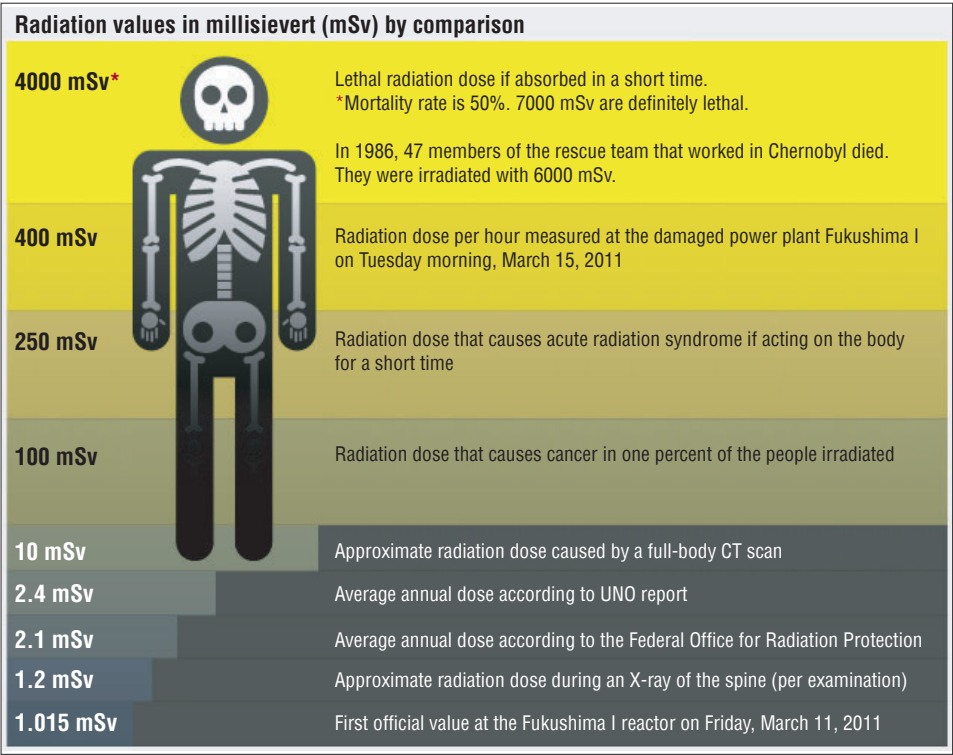 Radiation values in millisievert (mSv) by comparison
4000 mSv*
Lethal radiation dose if absorbed in a short time.
*Mortality rate is 50%. 7000 mSv are definitely lethal.
In 1986, 47 members of the rescue team that worked in Chernobyl died.
They were irradiated with 6000 mSv.
400 mSv
Radiation dose per hour measured at the damaged power plant Fukushima I
on Tuesday morning, March 15, 2011
250 mSv
Radiation dose that causes acute radiation syndrome if acting on the body
for a short time
100 mSv
Radiation dose that causes cancer in one percent of the people irradiated
10 mSv
Approximate radiation dose caused by a full-body CT scan
2.4 mSv
Average annual dose according to UNO report
2.1 mSv
Average annual dose according to the Federal Office for Radiation Protection
1.2 mSv
Approximate radiation dose during an X-ray of the spine (per examination)
1.015 mSv
First official value at the Fukushima I reactor on Friday, March 11, 2011